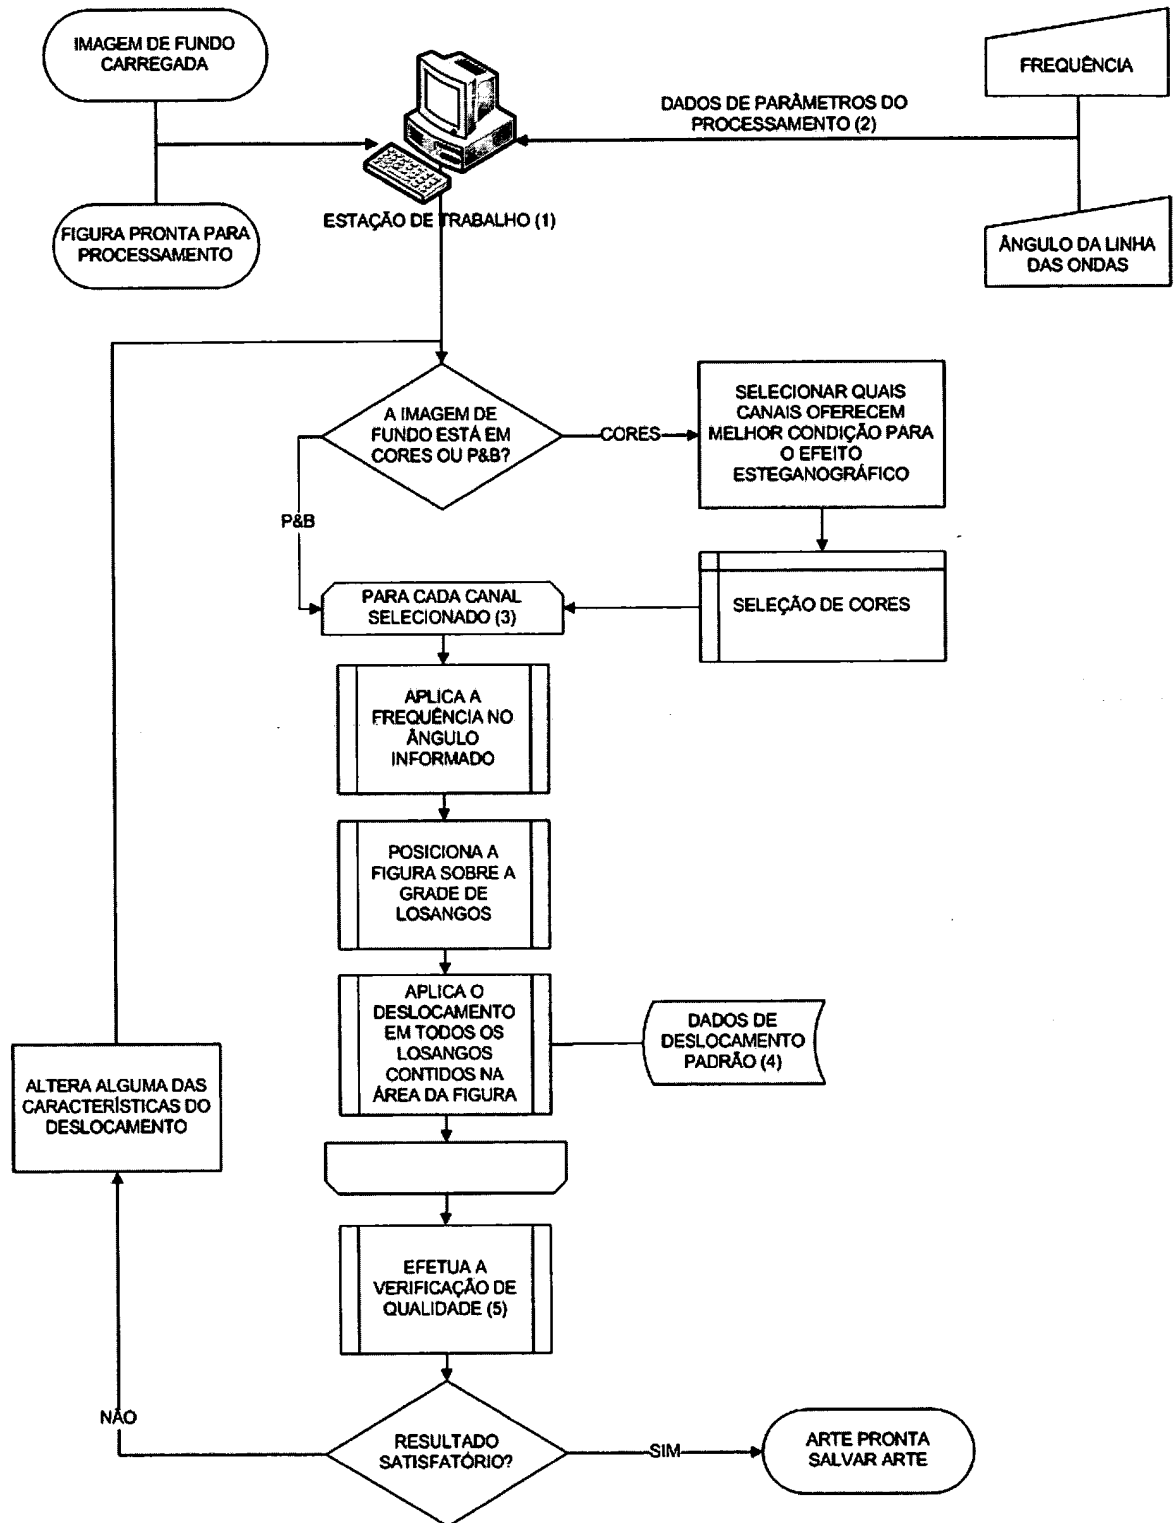 IMAGEM DE FUNDO
CARREGADA
FREQUÊNCIA
DADOS DE PARÂMETROS DO
PROCESSAMENTO (2)
FIGURA PRONTA PARA
PROCESSAMENTO
ESTAÇÃO DE TRABALHO (1)
ÂNGULO DA LINHA
DAS ONDAS
A IMAGEM DE
FUNDO ESTÁ EM
CORES OU P&B?
CORES
SELECIONAR QUAIS
CANAIS OFERECEM
MELHOR CONDIÇÃO PARA
O EFEITO
ESTEGANOGRÁFICO
P&B
PARA CADA CANAL
SELECIONADO (3)
SELEÇÃO DE CORES
APLICA A
FREQUÊNCIA NO
ÂNGULO
INFORMADO
POSICIONA A
FIGURA SOBRE A
GRADE DE
LOSANGOS
APLICA O
DESLOCAMENTO
EM TODOS OS
LOSANGOS
CONTIDOS NA
ÁREA DA FIGURA
DADOS DE
DESLOCAMENTO
PADRÃO (4)
ALTERA ALGUMA DAS
CARACTERÍSTICAS DO
DESLOCAMENTO
EFETUA A
VERIFICAÇÃO DE
QUALIDADE (5)
NÃO
RESULTADO
SATISFATÓRIO?
SIM
ARTE PRONTA
SALVAR ARTE